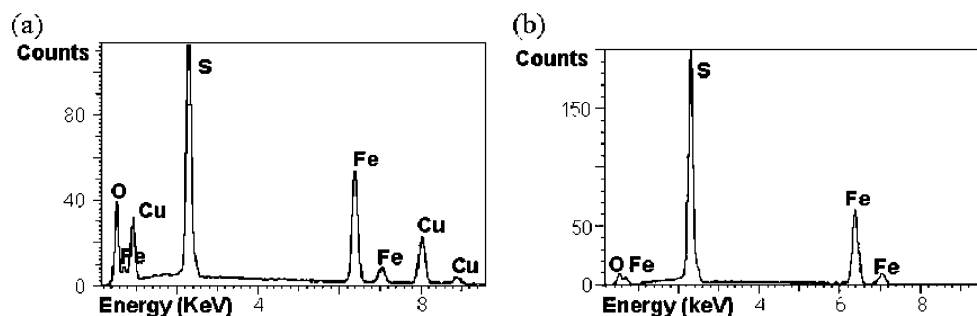 (a)
Counts
S
80
Fe
O
Cu
40
Fe
Fe
Cu
Cu
0
Energy (KeV)
4
8
(b)
Counts
S
150
Fe
50
O Fe
Fe
0
Energy (keV)
4
6
8